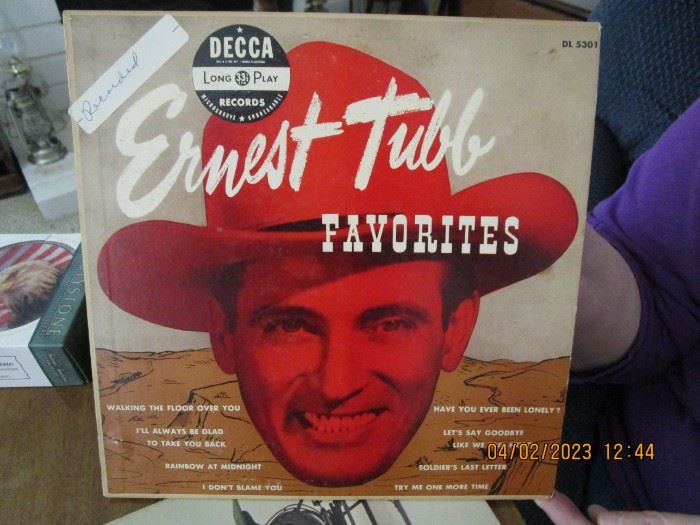 Recorded
DECCA
LONG 33⅓ PLAY
RECORDS
MICROGROOVE ★ UNBREAKABLE
DL 5301
Ernest Tubb
FAVORITES
WALKING THE FLOOR OVER YOU
I'LL ALWAYS BE GLAD
TO TAKE YOU BACK
RAINBOW AT MIDNIGHT
I DON'T BLAME YOU
HAVE YOU EVER BEEN LONELY?
LET'S SAY GOODBYE
LIKE WE
SOLDIER'S LAST LETTER
TRY ME ONE MORE TIME
04/02/2023 12:44